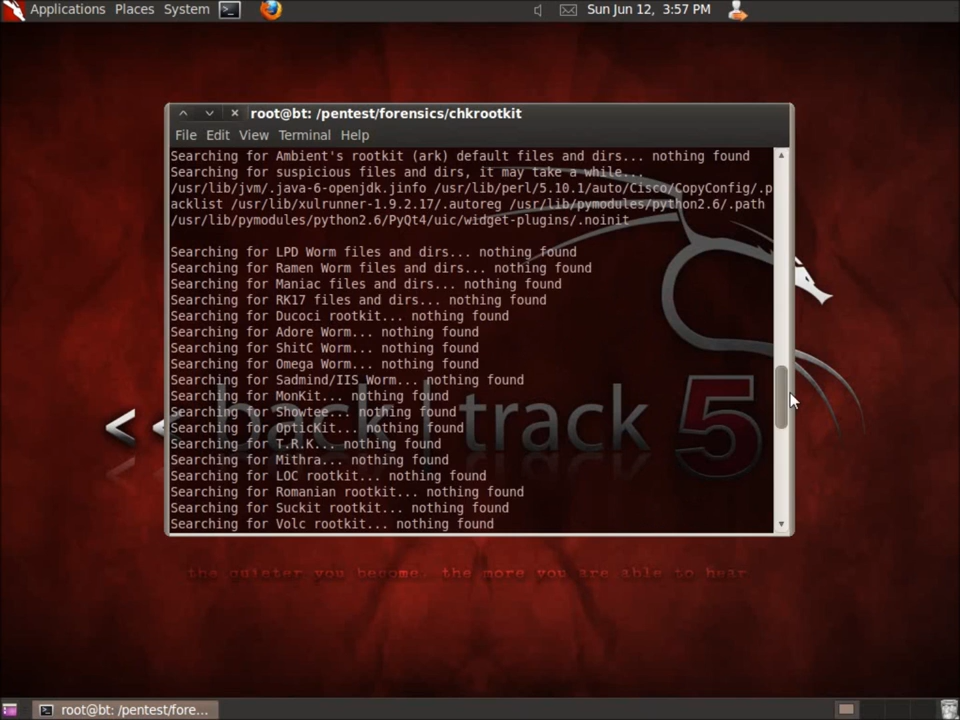 Applications Places System Sun Jun 12, 3:57 PM
root@bt: /pentest/forensics/chkrootkit
File Edit View Terminal Help
Searching for Ambient's rootkit (ark) default files and dirs... nothing found
Searching for suspicious files and dirs, it may take a while...
/usr/lib/jvm/.java-6-openjdk.jinfo /usr/lib/perl/5.10.1/auto/Cisco/CopyConfig/.p
acklist /usr/lib/xulrunner-1.9.2.17/.autoreg /usr/lib/pymodules/python2.6/.path
/usr/lib/pymodules/python2.6/PyQt4/uic/widget-plugins/.noinit
Searching for LPD Worm files and dirs... nothing found
Searching for Ramen Worm files and dirs... nothing found
Searching for Maniac files and dirs... nothing found
Searching for RK17 files and dirs... nothing found
Searching for Ducoci rootkit... nothing found
Searching for Adore Worm... nothing found
Searching for ShitC Worm... nothing found
Searching for Omega Worm... nothing found
Searching for Sadmind/IIS Worm... nothing found
Searching for MonKit... nothing found
Searching for Showtee... nothing found
Searching for OpticKit... nothing found
Searching for T.R.K... nothing found
Searching for Mithra... nothing found
Searching for LOC rootkit... nothing found
Searching for Romanian rootkit... nothing found
Searching for Suckit rootkit... nothing found
Searching for Volc rootkit... nothing found
<< back|track 5
the quieter you become, the more you are able to hear
root@bt: /pentest/fore...